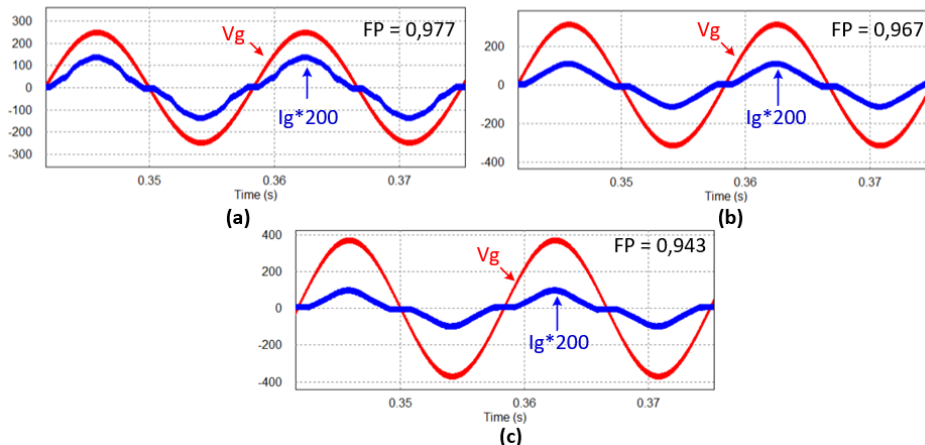 300
200
100
0
-100
-200
-300
Vg
FP = 0,977
Ig*200
0.35
0.36
0.37
Time (s)
(a)
200
0
-200
-400
Vg
FP = 0,967
Ig*200
0.35
0.36
0.37
Time (s)
(b)
400
200
0
-200
-400
Vg
FP = 0,943
Ig*200
0.35
0.36
0.37
Time (s)
(c)